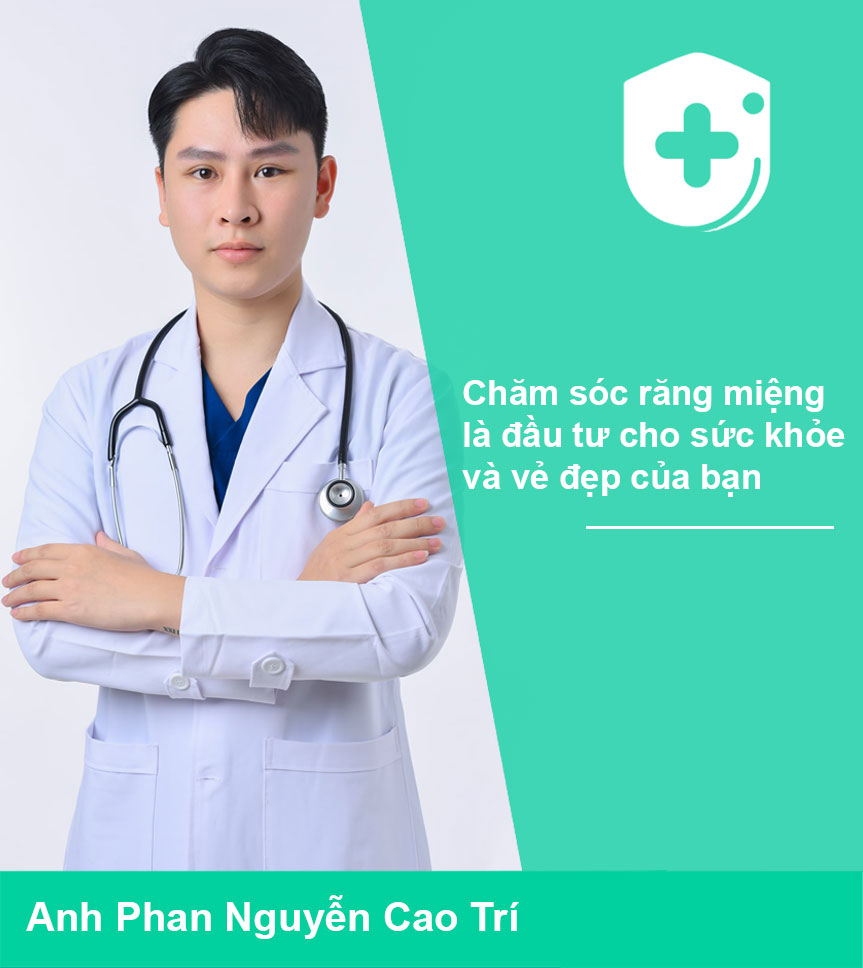 Chăm sóc răng miệng
là đầu tư cho sức khỏe
và vẻ đẹp của bạn
Anh Phan Nguyễn Cao Trí